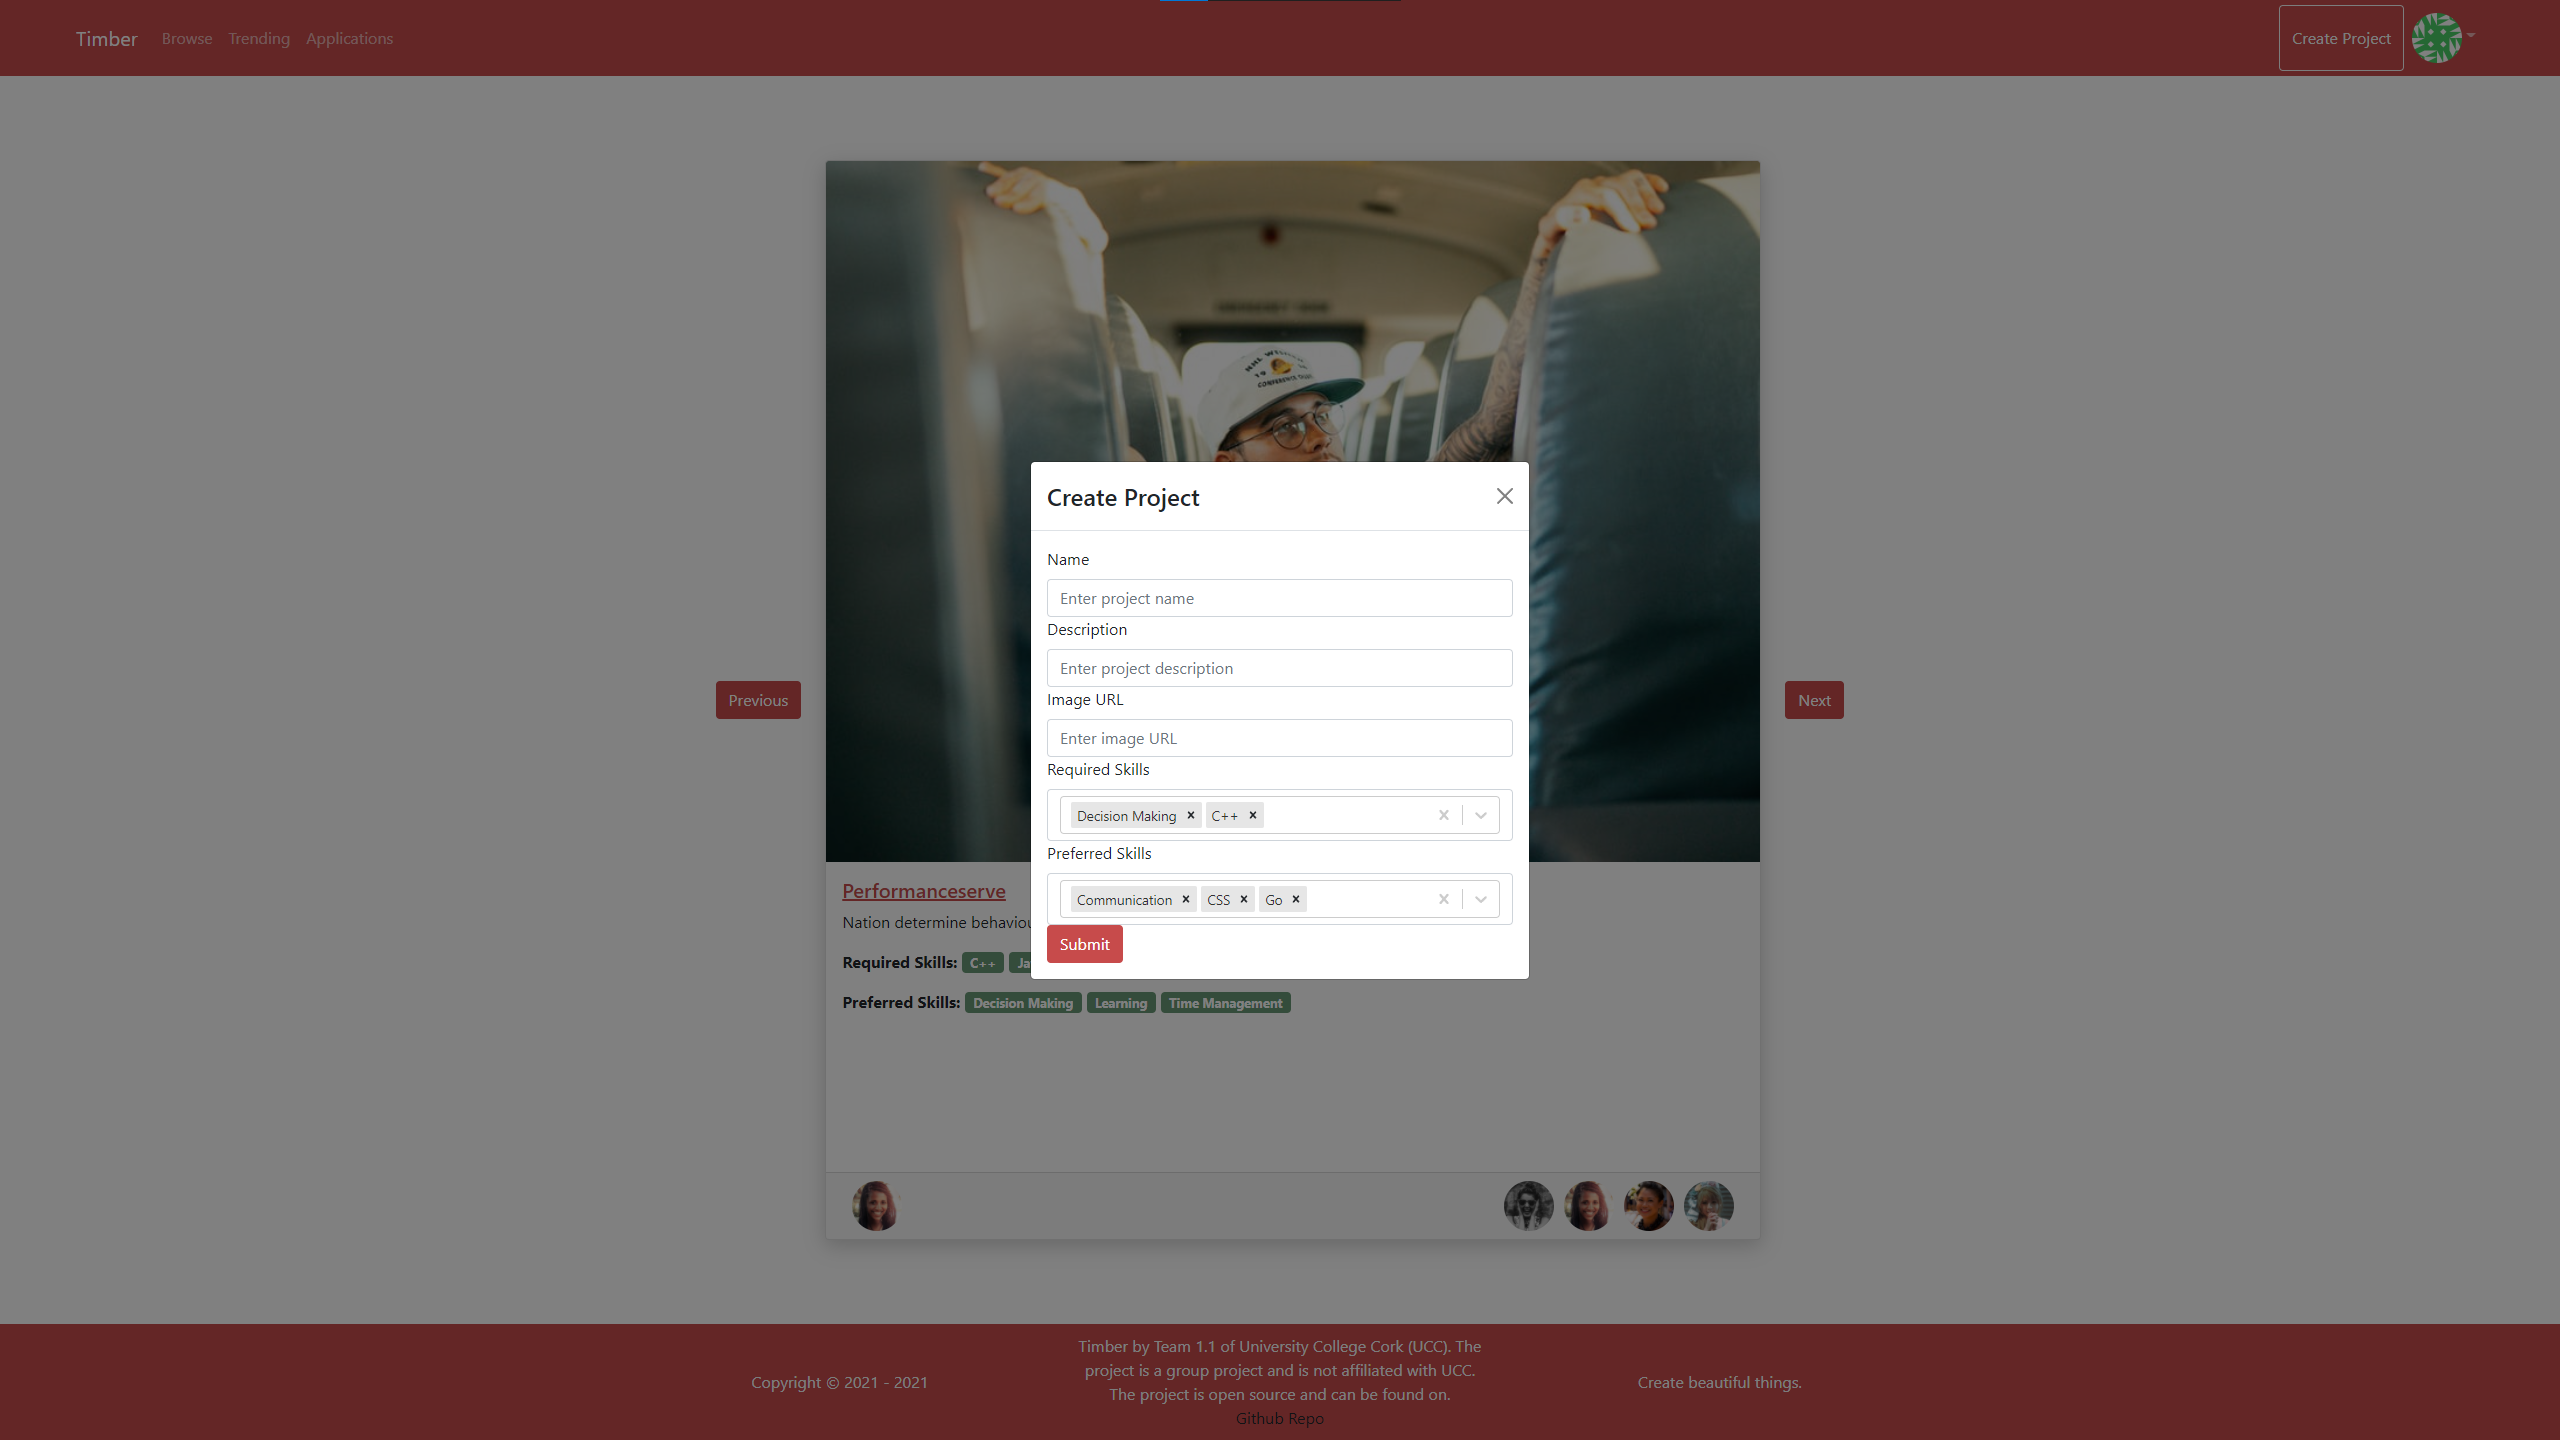 Timber Browse Trending Applications Create Project
CONFERENCE
Create Project
Name
Enter project name
Description
Enter project description
Image URL
Enter image URL
Required Skills
Decision Making C++
Preferred Skills
Communication CSS Go
Submit
Previous
Next
Performanceserve
Nation determine behaviou
Required Skills: C++ Ja
Preferred Skills: Decision Making Learning Time Management
Copyright © 2021 - 2021
Timber by Team 1.1 of University College Cork (UCC). The
project is a group project and is not affiliated with UCC.
The project is open source and can be found on.
Github Repo
Create beautiful things.